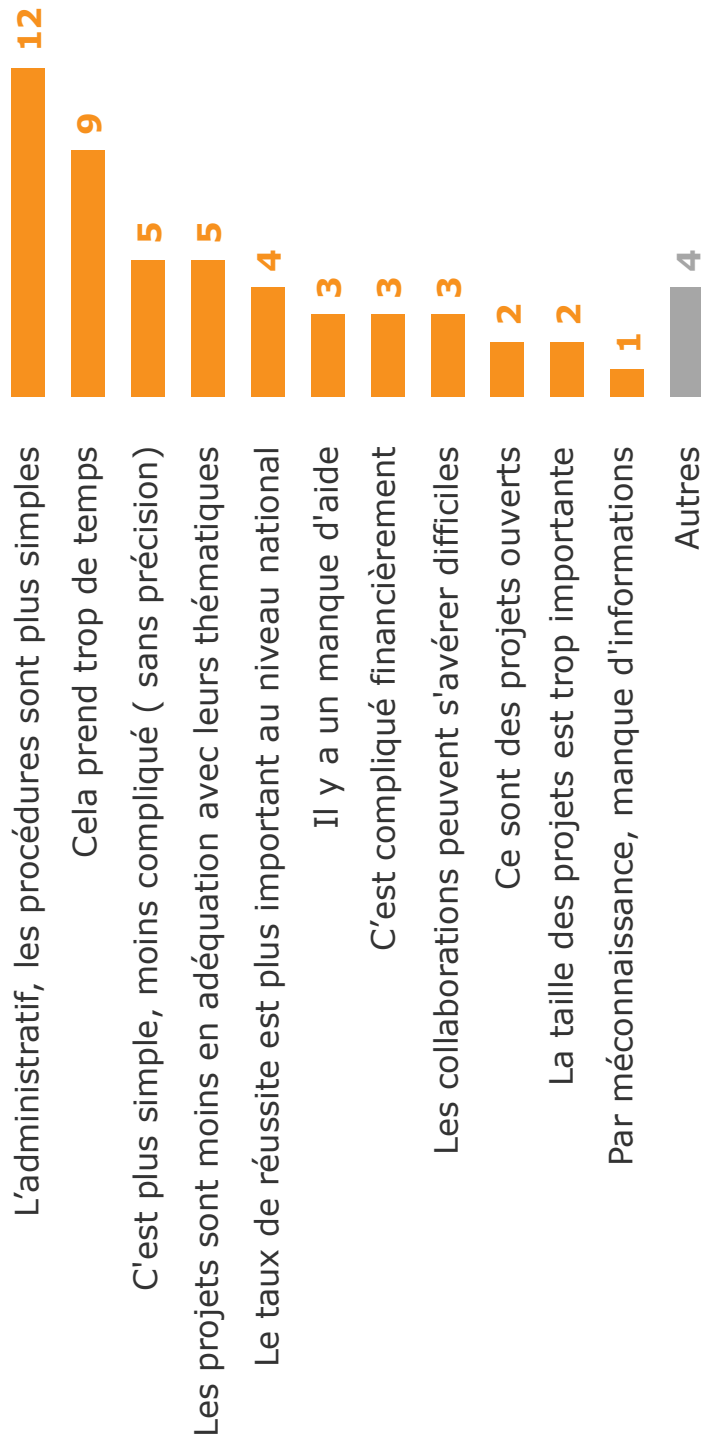 L’administratif, les procédures sont plus simples 12
Cela prend trop de temps 9
C'est plus simple, moins compliqué ( sans précision) 5
Les projets sont moins en adéquation avec leurs thématiques 5
Le taux de réussite est plus important au niveau national 4
Il y a un manque d'aide 3
C’est compliqué financièrement 3
Les collaborations peuvent s'avérer difficiles 3
Ce sont des projets ouverts 2
La taille des projets est trop importante 2
Par méconnaissance, manque d'informations 1
Autres 4